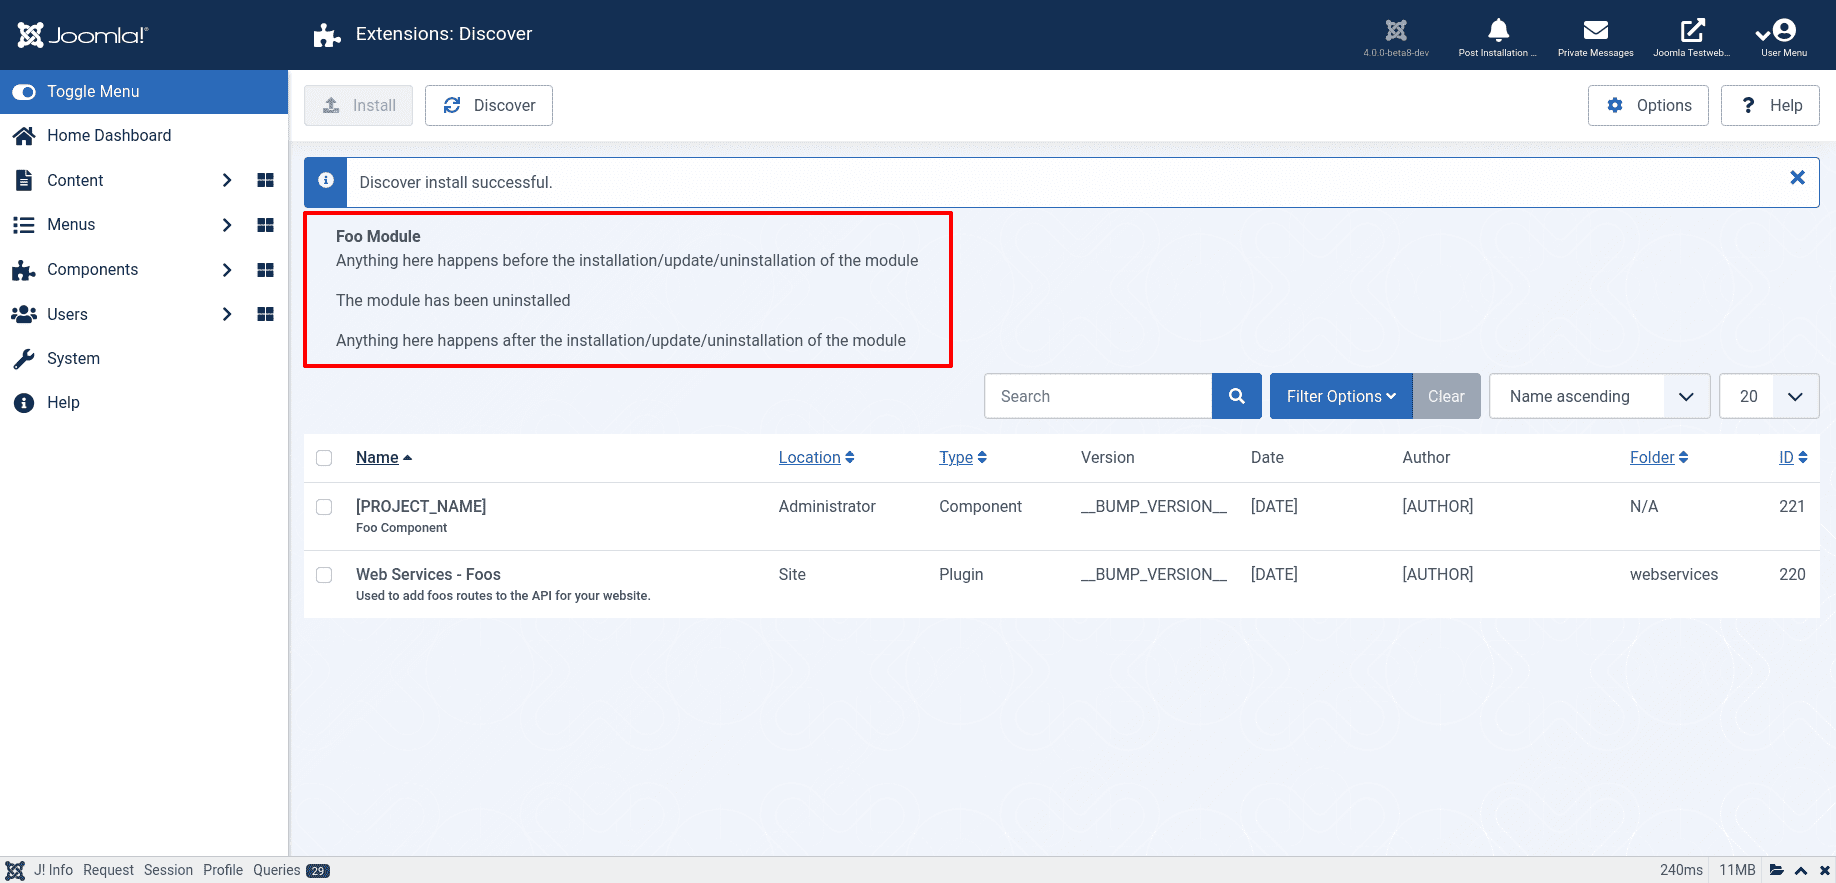 Joomla!®
Extensions: Discover
4.0.0-beta8-dev
Post Installation ...
Private Messages
Joomla Testweb...
User Menu
Toggle Menu
Home Dashboard
Content
Menus
Components
Users
System
Help
Install
Discover
Options
? Help
Discover install successful.
Foo Module
Anything here happens before the installation/update/uninstallation of the module
The module has been uninstalled
Anything here happens after the installation/update/uninstallation of the module
Search
Filter Options
Clear
Name ascending
20
Name Location Type Version Date Author Folder ID
[PROJECT_NAME] Administrator Component __BUMP_VERSION__ [DATE] [AUTHOR] N/A 221
Foo Component
Web Services - Foos Site Plugin __BUMP_VERSION__ [DATE] [AUTHOR] webservices 220
Used to add foos routes to the API for your website.
J! Info Request Session Profile Queries 29
240ms 11MB